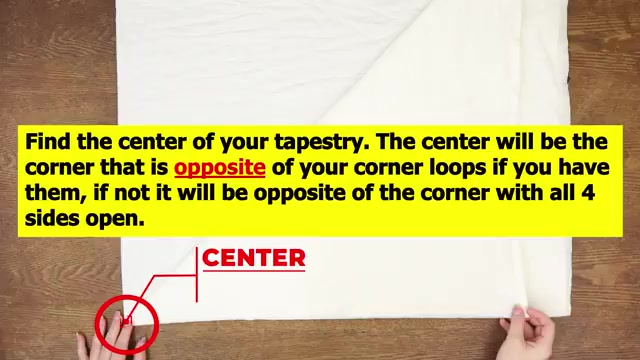 Find the center of your tapestry. The center will be the
corner that is opposite of your corner loops if you have
them, if not it will be opposite of the corner with all 4
sides open.
CENTER